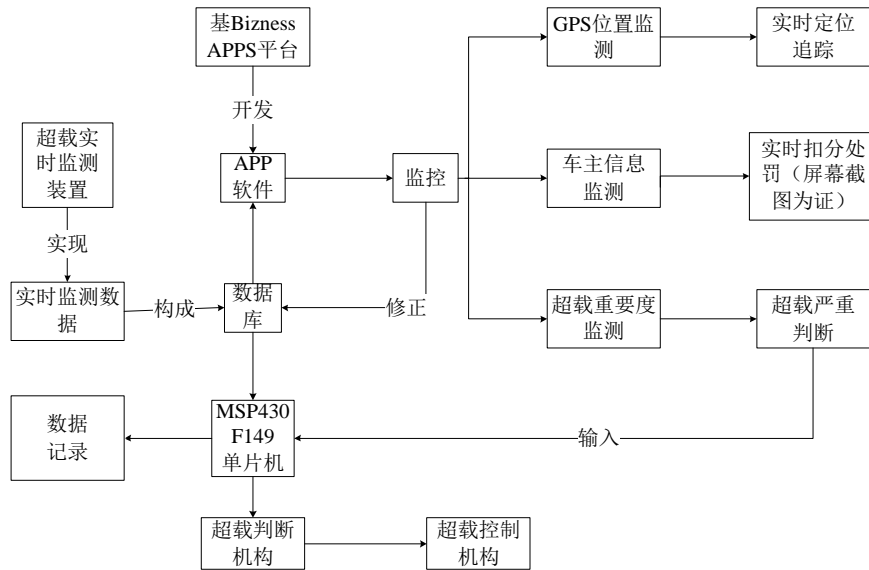 基Bizness
APPS平台
GPS位置监
测
实时定位
追踪
开发
超载实
时监测
装置
APP
软件
监控
车主信息
监测
实时扣分处
罚（屏幕截
图为证）
实现
实时监测数
据
构成
数据
库
修正
超载重要度
监测
超载严重
判断
数据
记录
MSP430
F149
单片机
输入
超载判断
机构
超载控制
机构